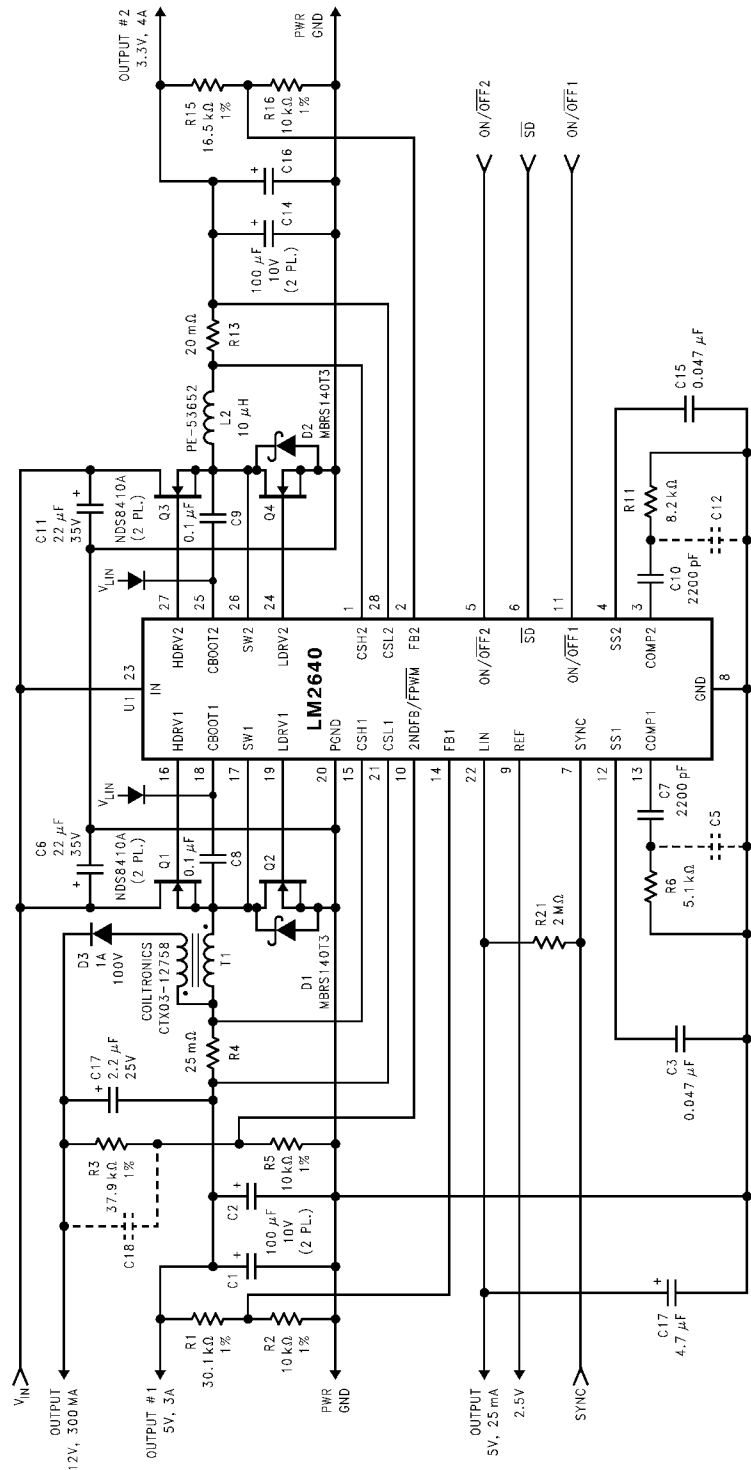 V_IN
OUTPUT
12V, 300MA
OUTPUT #1
5V, 3A
PWR
GND
OUTPUT
5V, 25mA
2.5V
SYNC
R1
30.1 kΩ
1%
R2
10 kΩ
1%
C18
R3
37.9 kΩ
1%
C1
+
C2
+
100 μF
10V
(2 PL.)
R5
10 kΩ
1%
C17
+
2.2 μF
25V
25 mΩ
R4
D3
1A
100V
COILTRONICS
CTX03-12758
T1
D1
MBRS140T3
C6
22 μF
35V
+
NDS8410A
(2 PL.)
Q1
0.1 μF
C8
Q2
V_LIN
C17
4.7 μF
+
C3
0.047 μF
R21
2 MΩ
R6
5.1 kΩ
C7
2200 pF
C5
16
18
17
19
20
15
21
10
14
22
9
7
12
13
U1
23
IN
HDRV1
CBOOT1
SW1
LDRV1
PGND
CSH1
CSL1
2NDFB/FPWM
FB1
LIN
REF
SYNC
SS1
COMP1
LM2640
GND
8
HDRV2
CBOOT2
SW2
LDRV2
CSH2
CSL2
FB2
ON/OFF2
SD
ON/OFF1
SS2
COMP2
27
25
26
24
1
28
2
5
6
11
4
3
V_LIN
C11
22 μF
35V
+
NDS8410A
(2 PL.)
Q3
0.1 μF
C9
Q4
PE-53652
L2
10 μH
D2
MBRS140T3
20 mΩ
R13
100 μF
10V
(2 PL.)
+
C14
+
C16
R15
16.5 kΩ
1%
R16
10 kΩ
1%
OUTPUT #2
3.3V, 4A
PWR
GND
ON/OFF2
SD
ON/OFF1
C10
2200 pF
R11
8.2 kΩ
C12
C15
0.047 μF